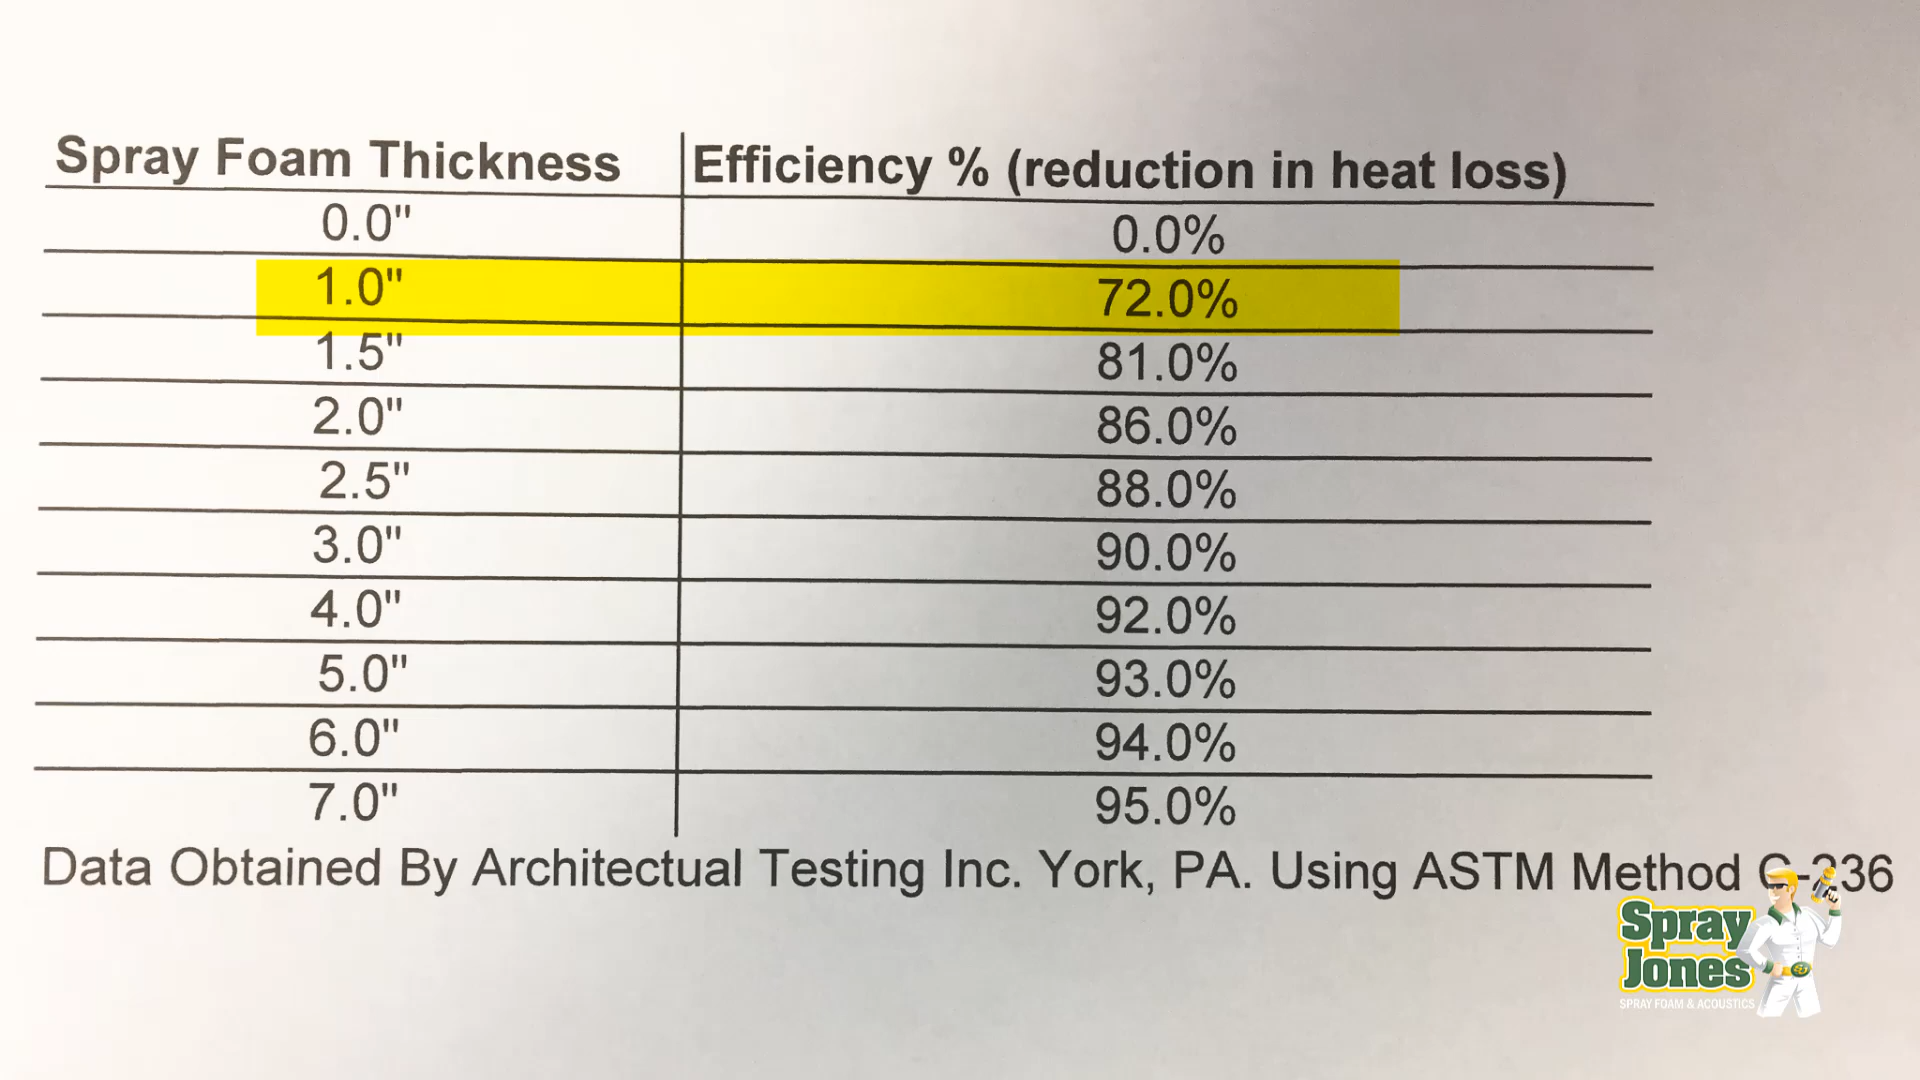 Spray Foam Thickness Efficiency % (reduction in heat loss)
0.0" 0.0%
1.0" 72.0%
1.5" 81.0%
2.0" 86.0%
2.5" 88.0%
3.0" 90.0%
4.0" 92.0%
5.0" 93.0%
6.0" 94.0%
7.0" 95.0%
Data Obtained By Architectual Testing Inc. York, PA. Using ASTM Method C-236
Spray
Jones
SPRAY FOAM & ACOUSTICS